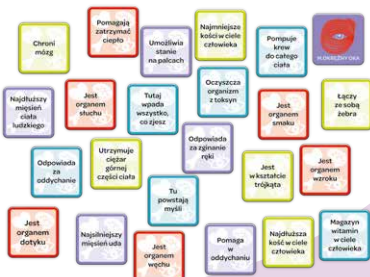 Chroni
mózg
Pomagają
zatrzymać
ciepło
Umożliwia
stanie
na palcach
Najmniejsze
kości w ciele
człowieka
Pompuje
krew
do całego
ciała
M.OKRĘŻNY OKA
Najdłuższy
mięsień
ciała
ludzkiego
Jest
organem
słuchu
Tutaj
wpada
wszystko,
co zjesz
Oczyszcza
organizm
z toksyn
Jest
organem
smaku
Łączy
ze sobą
żebra
Odpowiada
za
oddychanie
Utrzymuje
ciężar
górnej
części ciała
Odpowiada
za zginanie
ręki
Tu
powstają
myśli
Jest
w kształcie
trójkąta
Jest
organem
wzroku
Jest
organem
dotyku
Najsilniejszy
mięsień uda
Jest
organem
węchu
Pomaga
w
oddychaniu
Najdłuższa
kość w ciele
człowieka
Magazyn
witamin
w ciele
człowieka